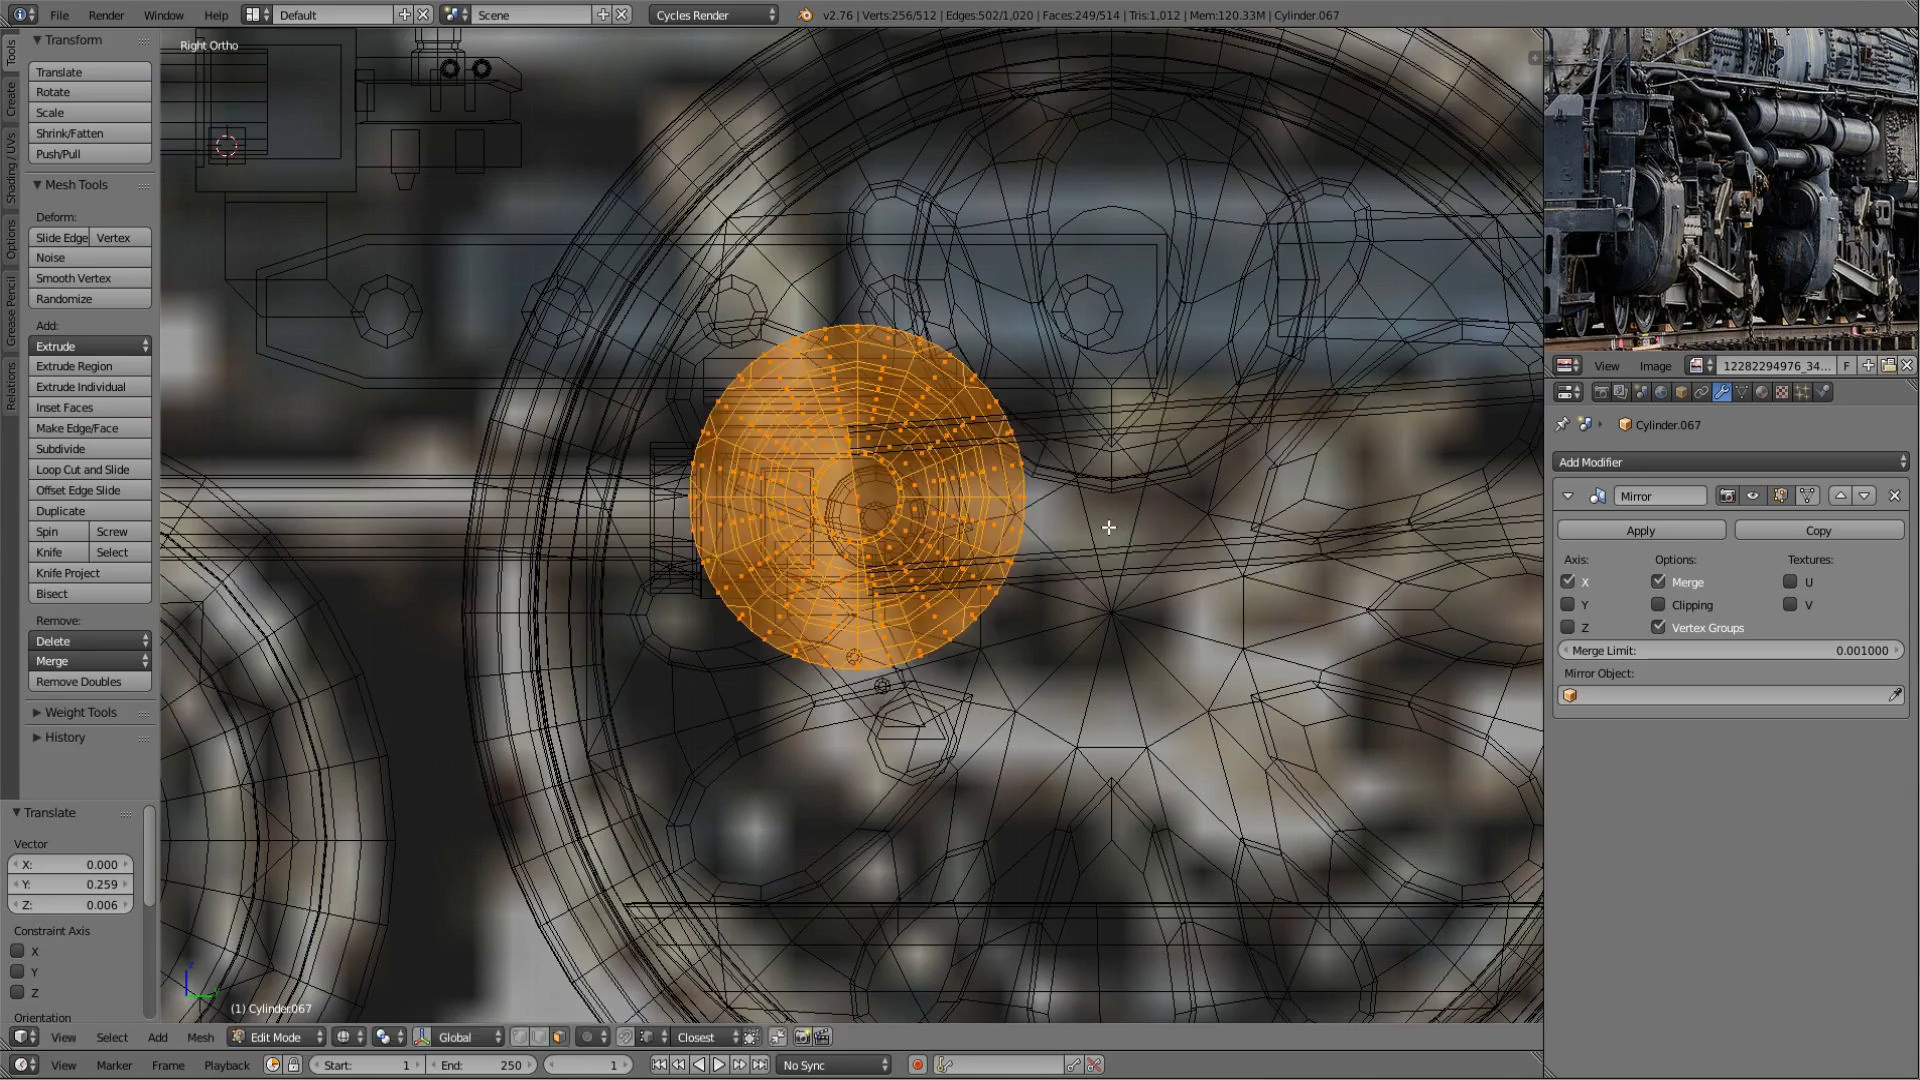 File Render Window Help Default Scene Cycles Render v2.76 | Verts:256/512 | Edges:502/1,020 | Faces:249/514 | Tris:1,012 | Mem:120.33M | Cylinder.067
Tools
Create
Shading / UVs
Options
Grease Pencil
Relations
Transform
Translate
Rotate
Scale
Shrink/Fatten
Push/Pull
Mesh Tools
Deform:
Slide Edge Vertex
Noise
Smooth Vertex
Randomize
Add:
Extrude
Extrude Region
Extrude Individual
Inset Faces
Make Edge/Face
Subdivide
Loop Cut and Slide
Offset Edge Slide
Duplicate
Spin Screw
Knife Select
Knife Project
Bisect
Remove:
Delete
Merge
Remove Doubles
Weight Tools
History
Translate
Vector
X: 0.000
Y: 0.259
Z: 0.006
Constraint Axis
X
Y
Z
Orientation
Right Ortho
(1) Cylinder.067
View Image 12282294976_34... F
Cylinder.067
Add Modifier
Mirror
Apply Copy
Axis: Options: Textures:
X Merge U
Y Clipping V
Z Vertex Groups
Merge Limit: 0.001000
Mirror Object:
View Select Add Mesh Edit Mode Global Closest
View Marker Frame Playback Start: 1 End: 250 1 No Sync